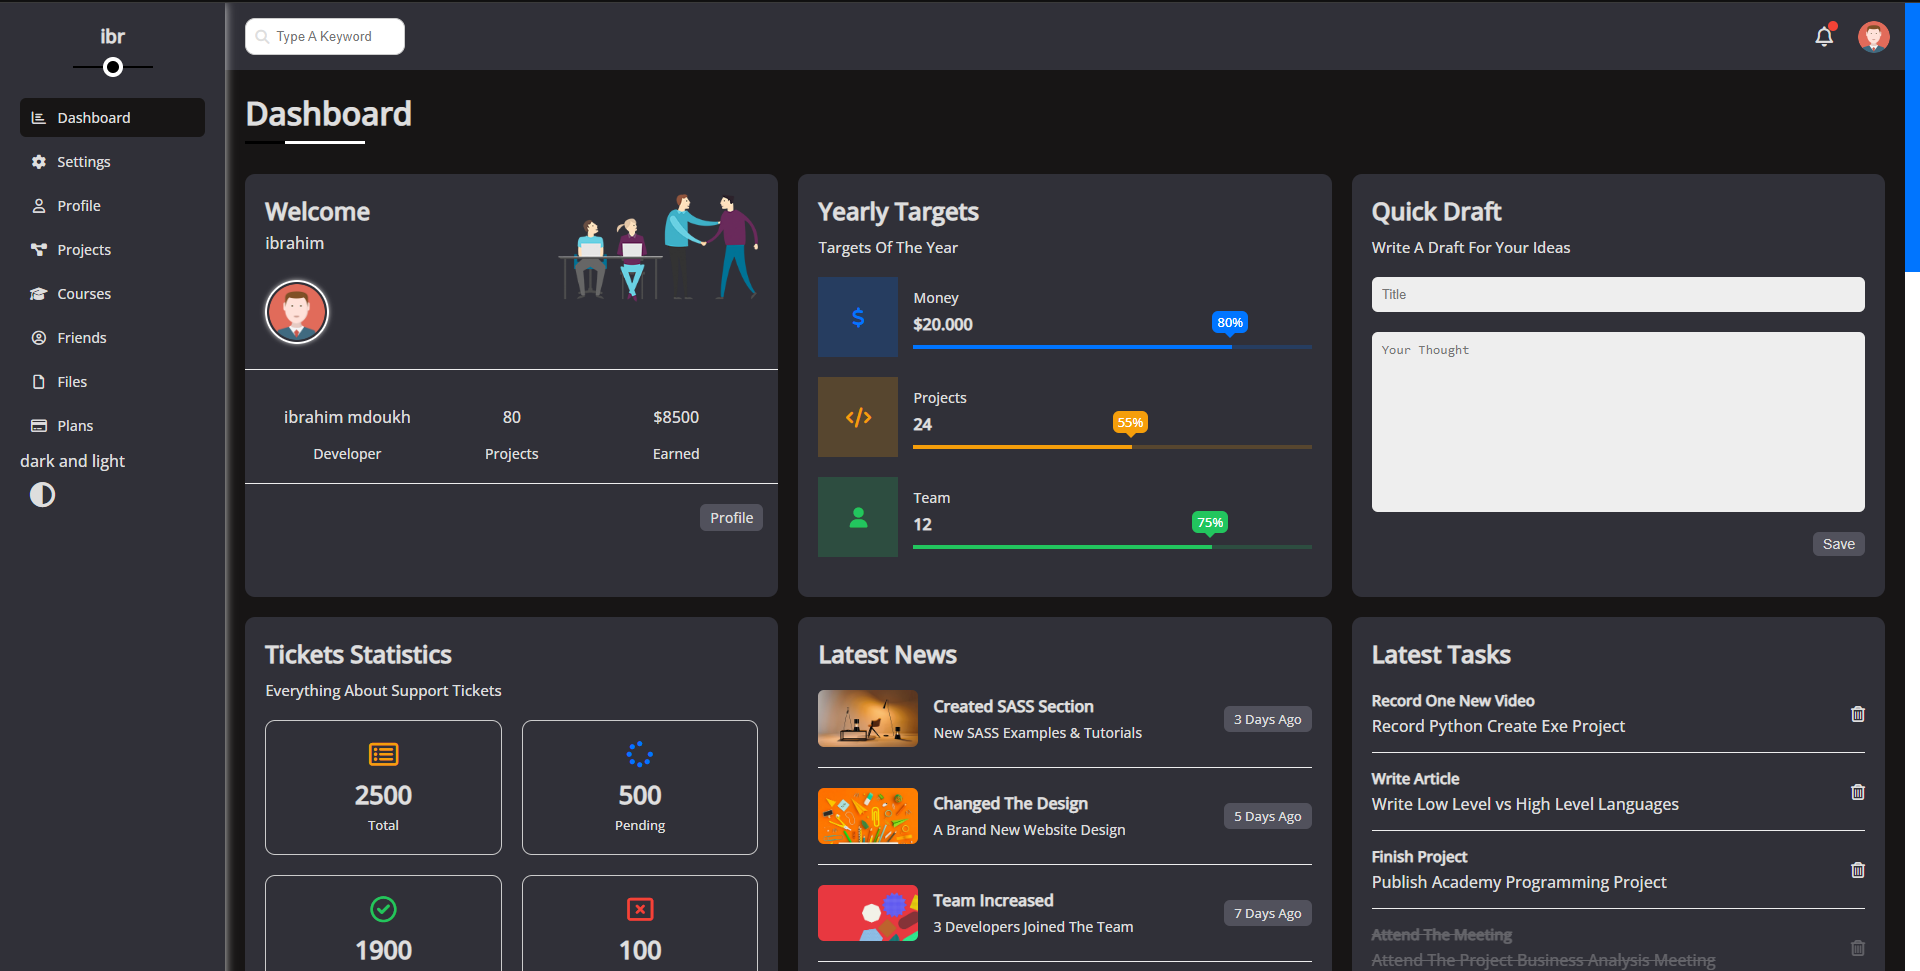 ibr
Dashboard
Settings
Profile
Projects
Courses
Friends
Files
Plans
dark and light
Type A Keyword
Dashboard
Welcome
ibrahim
ibrahim mdoukh
Developer
80
Projects
$8500
Earned
Profile
Yearly Targets
Targets Of The Year
Money
$20.000
80%
Projects
24
55%
Team
12
75%
Quick Draft
Write A Draft For Your Ideas
Title
Your Thought
Save
Tickets Statistics
Everything About Support Tickets
2500
Total
500
Pending
1900
100
Latest News
Created SASS Section
New SASS Examples & Tutorials
3 Days Ago
Changed The Design
A Brand New Website Design
5 Days Ago
Team Increased
3 Developers Joined The Team
7 Days Ago
Latest Tasks
Record One New Video
Record Python Create Exe Project
Write Article
Write Low Level vs High Level Languages
Finish Project
Publish Academy Programming Project
Attend The Meeting
Attend The Project Business Analysis Meeting